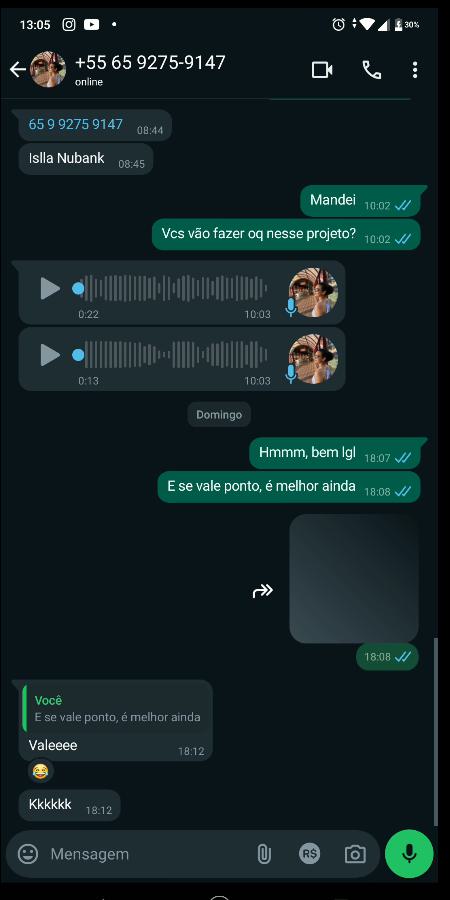 13:05
30%
+55 65 9275-9147
online
65 9 9275 9147 08:44
Islla Nubank 08:45
Mandei 10:02
Vcs vão fazer oq nesse projeto? 10:02
0:22 10:03
0:13 10:03
Domingo
Hmmm, bem lgl 18:07
E se vale ponto, é melhor ainda 18:08
18:08
Você
E se vale ponto, é melhor ainda
Valeeee 18:12
Kkkkkk 18:12
Mensagem R$